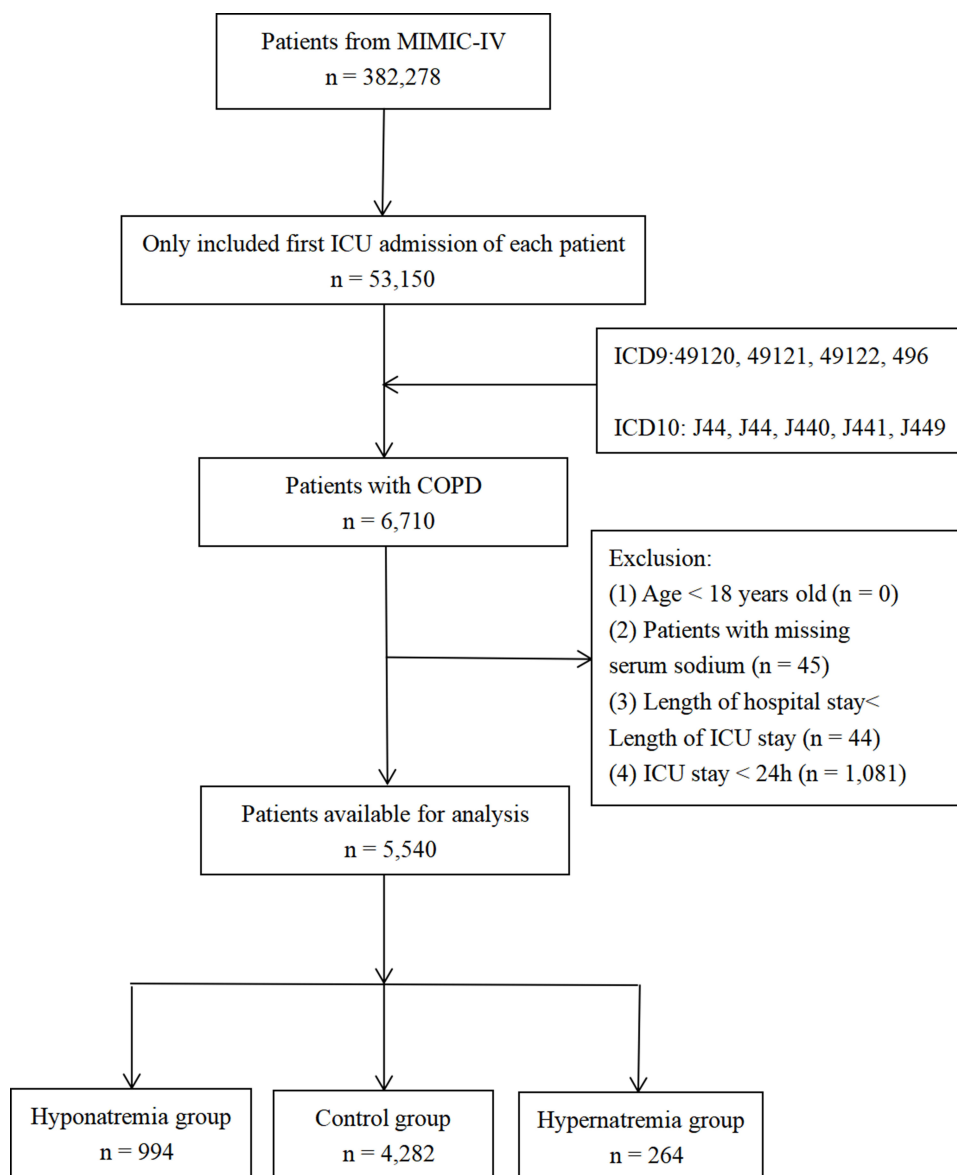 Patients from MIMIC-IV
n = 382,278
Only included first ICU admission of each patient
n = 53,150
ICD9:49120, 49121, 49122, 496
ICD10: J44, J44, J440, J441, J449
Patients with COPD
n = 6,710
Exclusion:
(1) Age < 18 years old (n = 0)
(2) Patients with missing
serum sodium (n = 45)
(3) Length of hospital stay<
Length of ICU stay (n = 44)
(4) ICU stay < 24h (n = 1,081)
Patients available for analysis
n = 5,540
Hyponatremia group
n = 994
Control group
n = 4,282
Hypernatremia group
n = 264